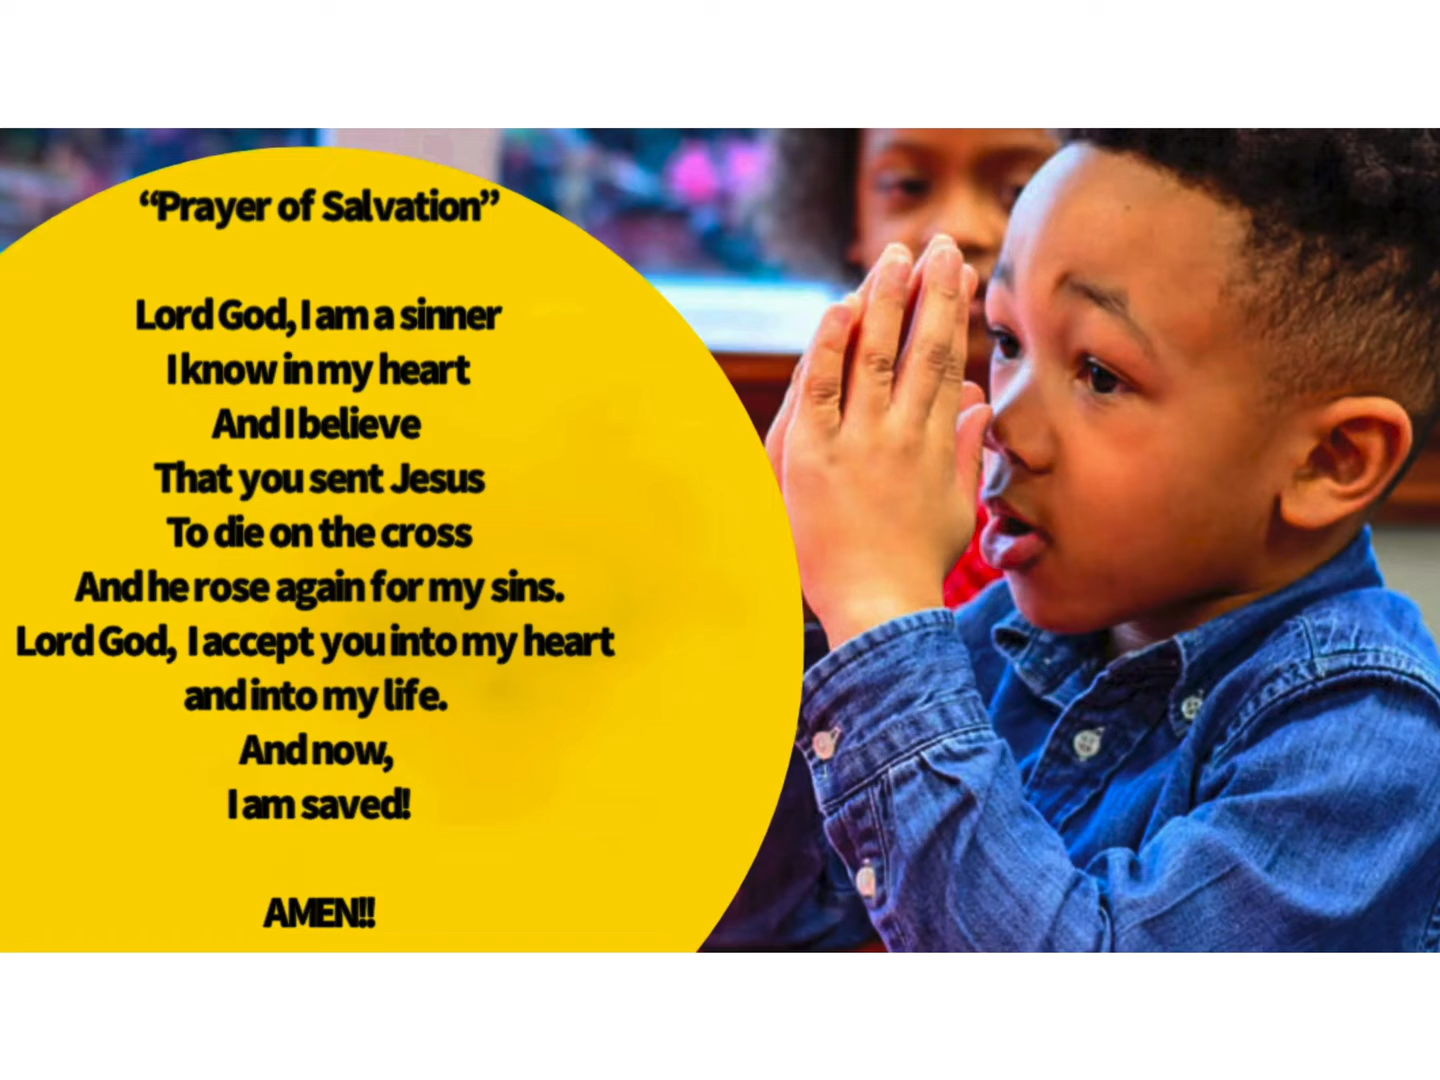 “Prayer of Salvation”
Lord God, I am a sinner
I know in my heart
And I believe
That you sent Jesus
To die on the cross
And he rose again for my sins.
Lord God, I accept you into my heart
and into my life.
And now,
I am saved!
AMEN!!